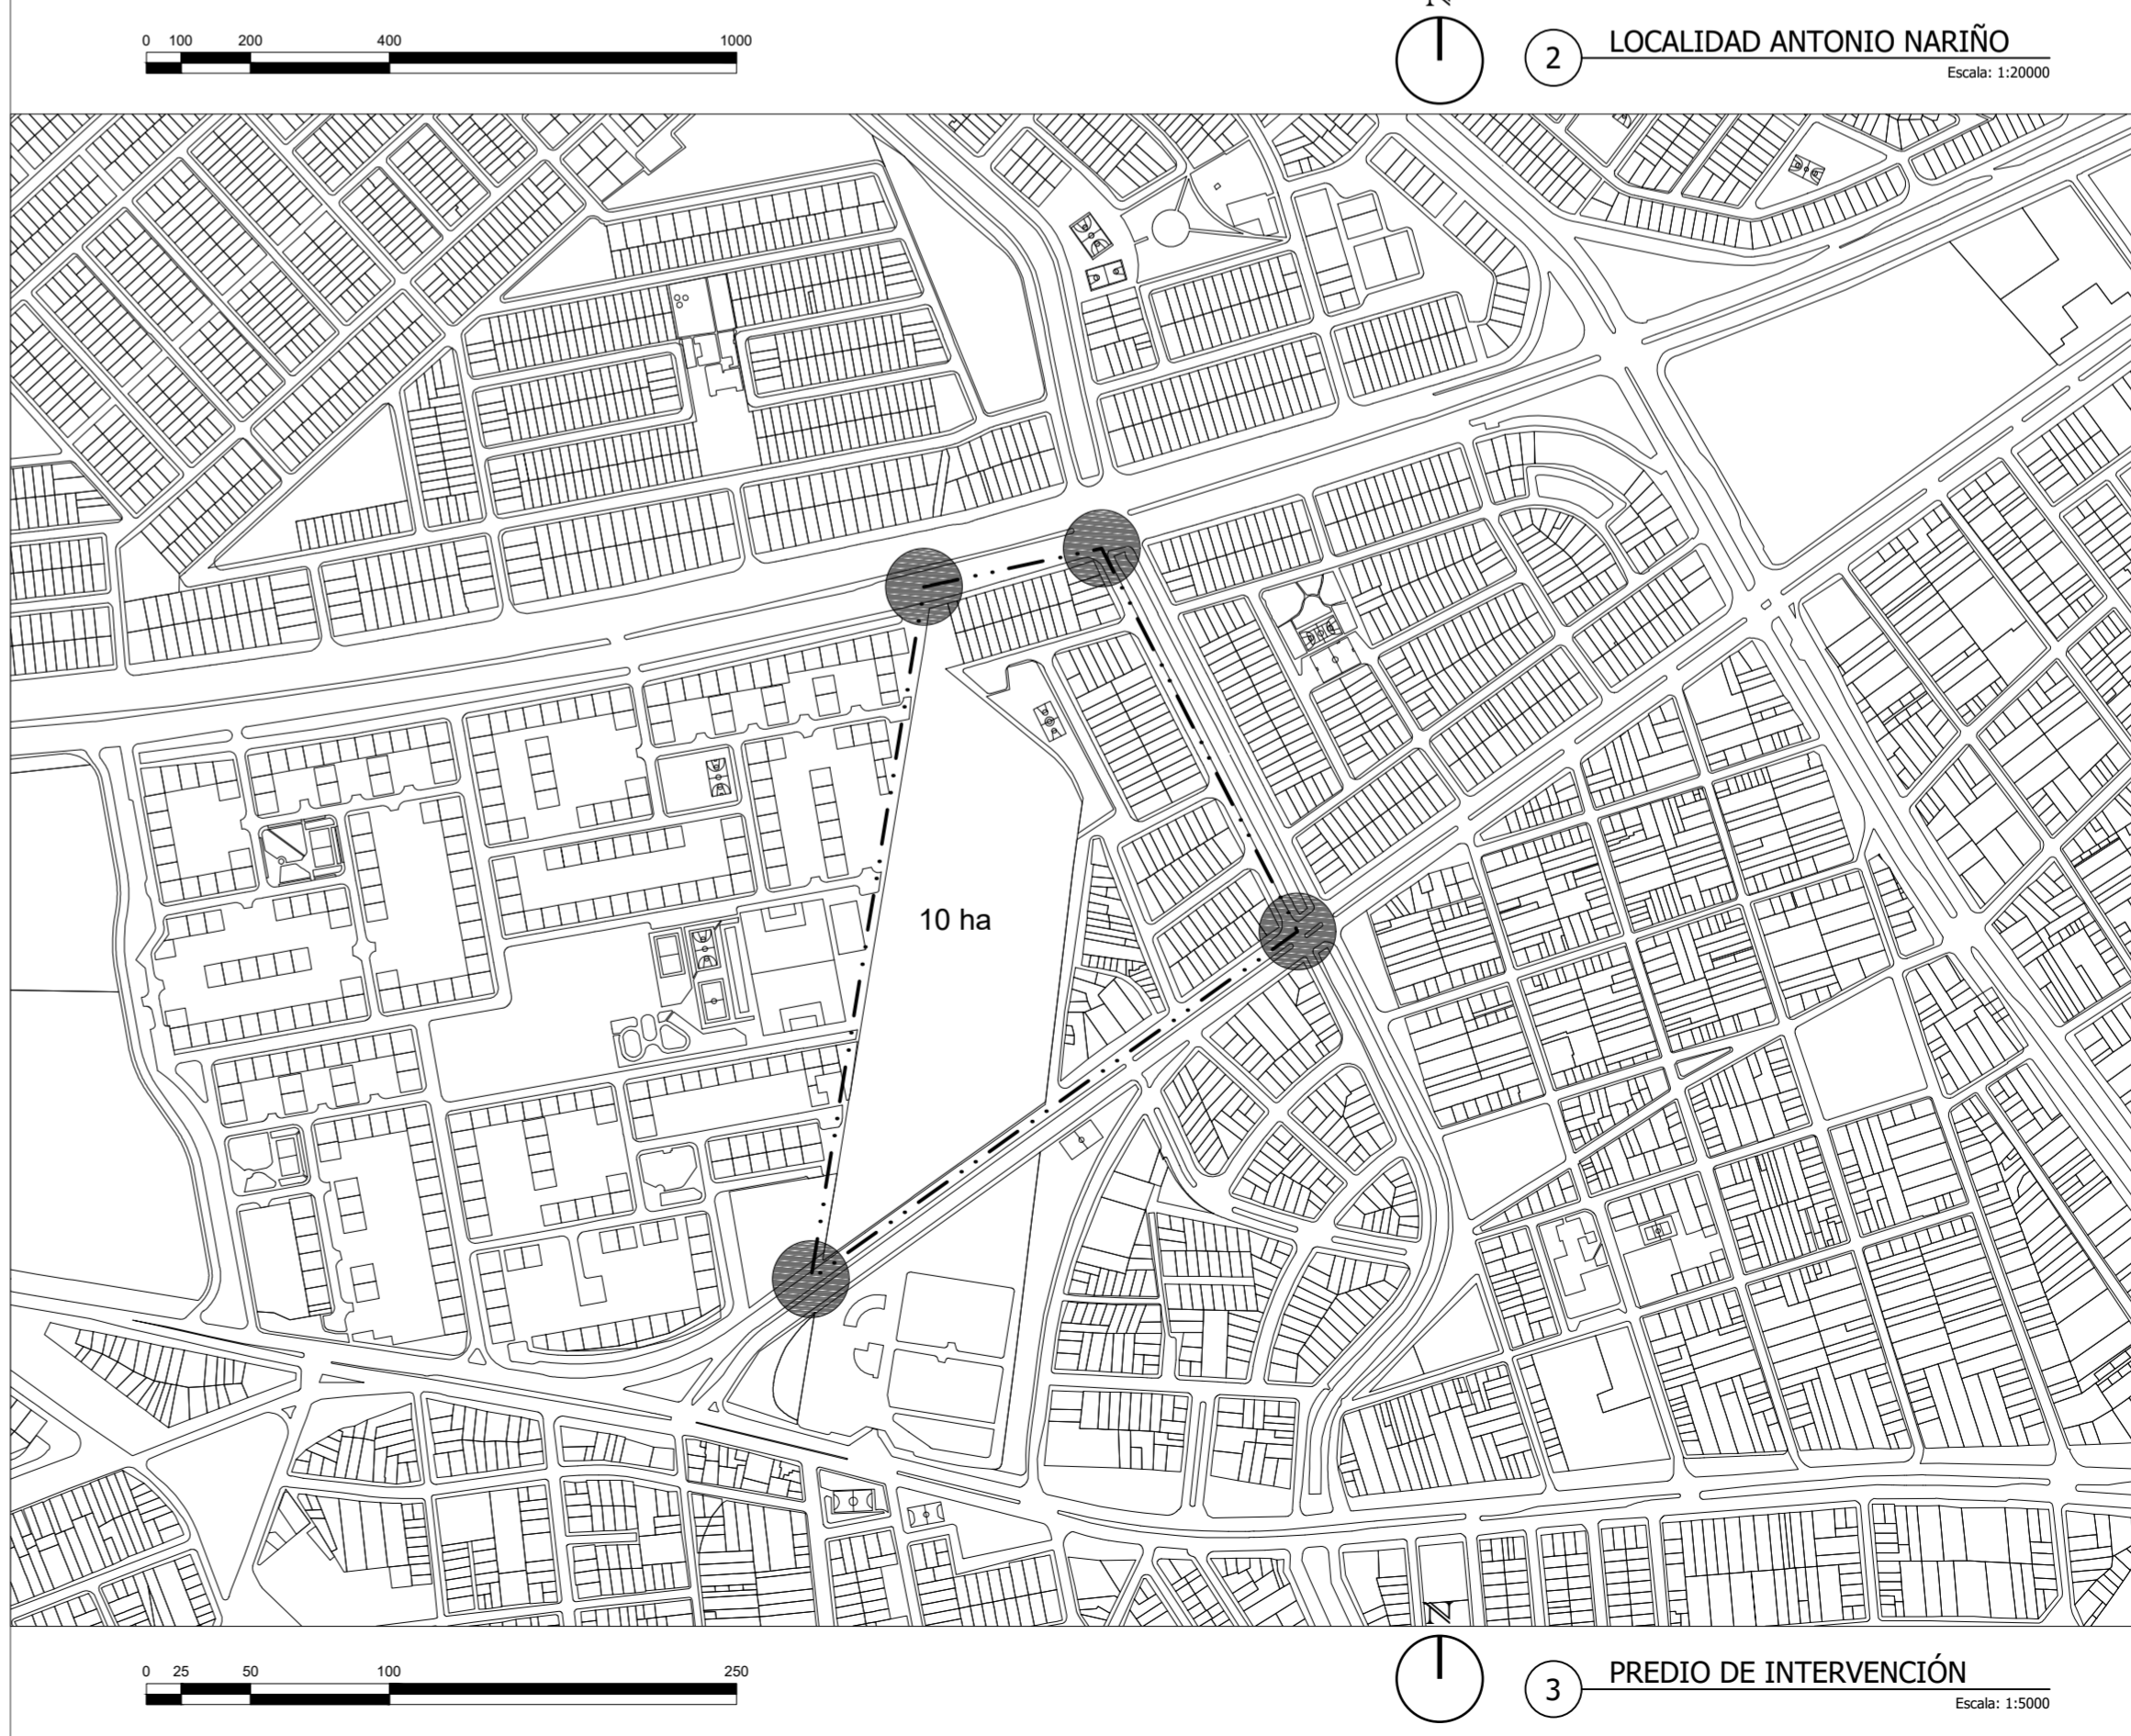 0 100 200 400 1000
N
2 LOCALIDAD ANTONIO NARIÑO
Escala: 1:20000
10 ha
0 25 50 100 250
N
3 PREDIO DE INTERVENCIÓN
Escala: 1:5000